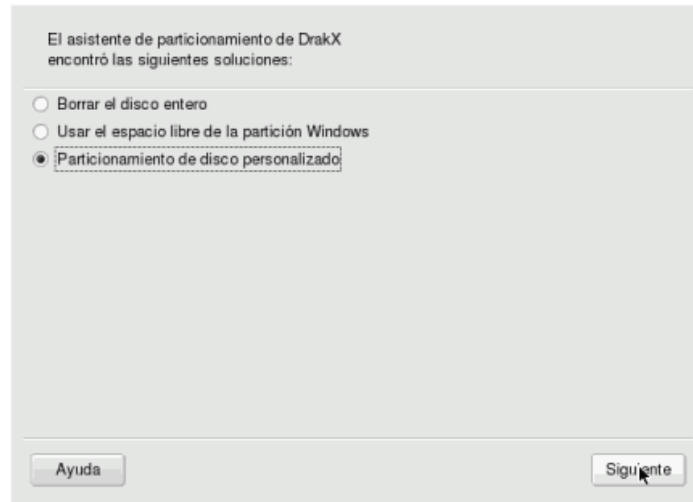 El asistente de particionamiento de DrakX
encontró las siguientes soluciones:
Borrar el disco entero
Usar el espacio libre de la partición Windows
Particionamiento de disco personalizado
Ayuda
Siguiente